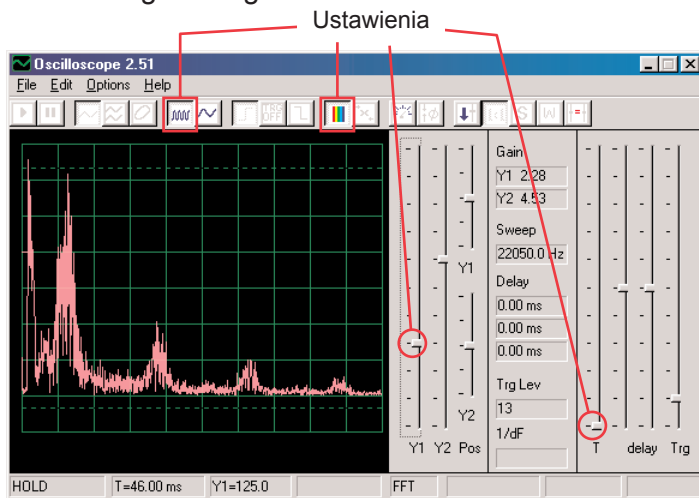 Ustawienia
Oscilloscope 2.51
File Edit Options Help
TRG
OFF
S W
Gain
Y1 2.28
Y2 4.53
Sweep
22050.0 Hz
Delay
0.00 ms
0.00 ms
0.00 ms
Trg Lev
13
1/dF
Y1
Y2
Y1 Y2 Pos
T delay Trg
HOLD T=46.00 ms Y1=125.0 FFT